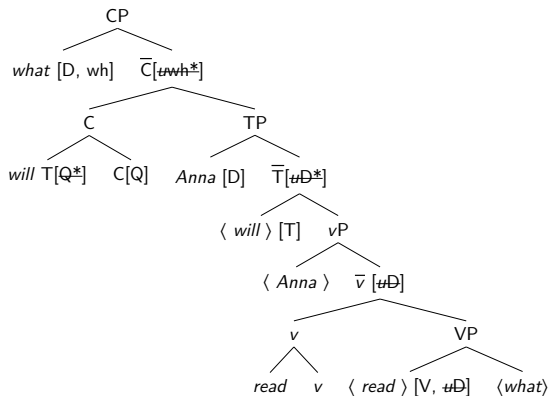 CP
what [D, wh] C̅[uwh*]
C TP
will T[Q*] C[Q] Anna [D] T̅[uD*]
⟨ will ⟩ [T] vP
⟨ Anna ⟩ v̅ [uD]
v VP
read v ⟨ read ⟩ [V, uD] ⟨what⟩